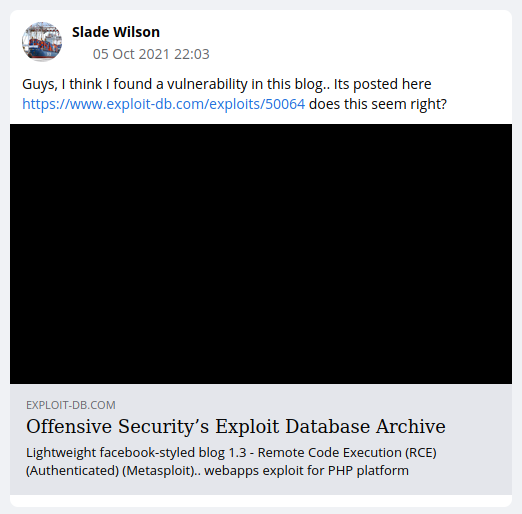 Slade Wilson
05 Oct 2021 22:03
Guys, I think I found a vulnerability in this blog.. Its posted here
https://www.exploit-db.com/exploits/50064 does this seem right?
EXPLOIT-DB.COM
Offensive Security’s Exploit Database Archive
Lightweight facebook-styled blog 1.3 - Remote Code Execution (RCE)
(Authenticated) (Metasploit).. webapps exploit for PHP platform